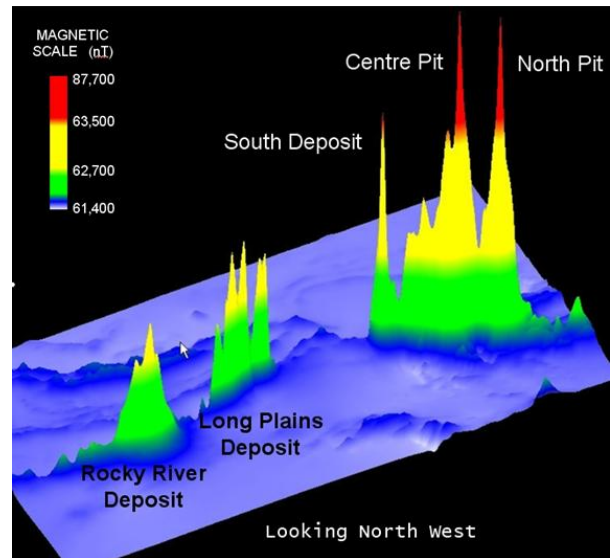 MAGNETIC
SCALE (nT)
87,700
63,500
62,700
61,400
Centre Pit
North Pit
South Deposit
Long Plains
Deposit
Rocky River
Deposit
Looking North West